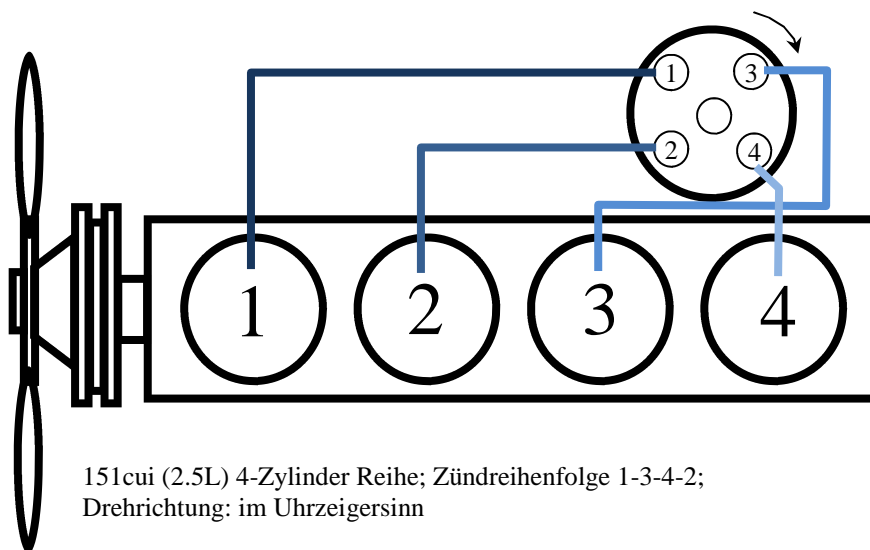 1 3
2 4
1 2 3 4
151cui (2.5L) 4-Zylinder Reihe; Zündreihenfolge 1-3-4-2;
Drehrichtung: im Uhrzeigersinn